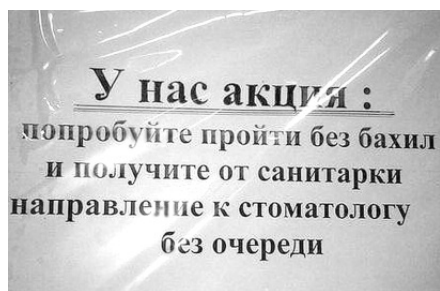 У нас акция :
попробуйте пройти без бахил
и получите от санитарки
направление к стоматологу
без очереди